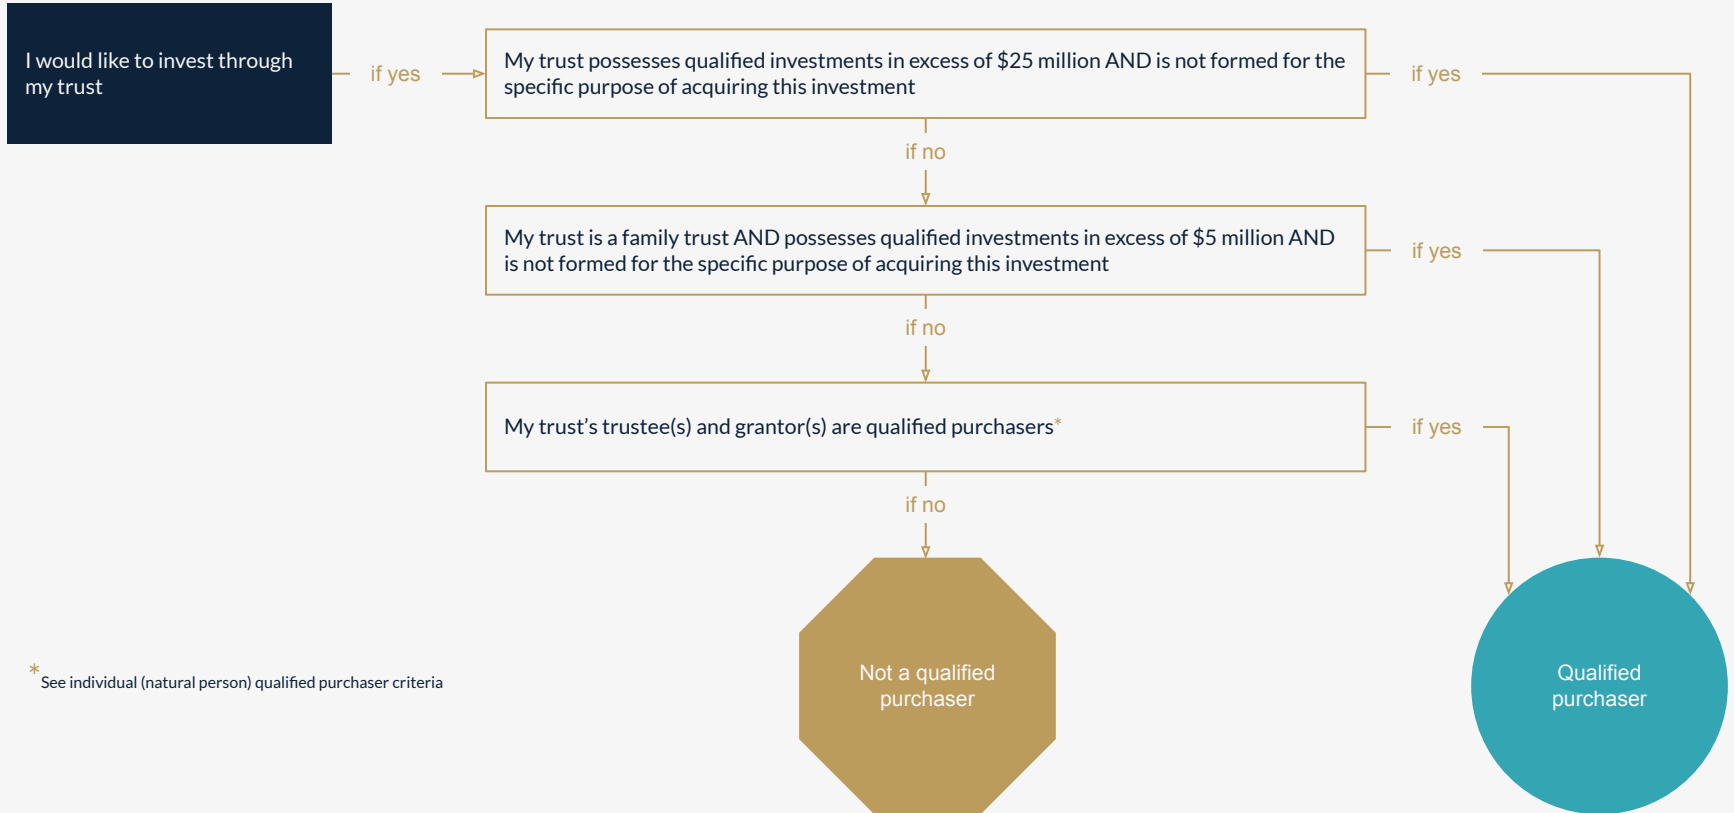 I would like to invest through
my trust
if yes
My trust possesses qualified investments in excess of $25 million AND is not formed for the
specific purpose of acquiring this investment
if yes
if no
My trust is a family trust AND possesses qualified investments in excess of $5 million AND
is not formed for the specific purpose of acquiring this investment
if yes
if no
My trust’s trustee(s) and grantor(s) are qualified purchasers*
if yes
if no
Not a qualified
purchaser
Qualified
purchaser
*See individual (natural person) qualified purchaser criteria